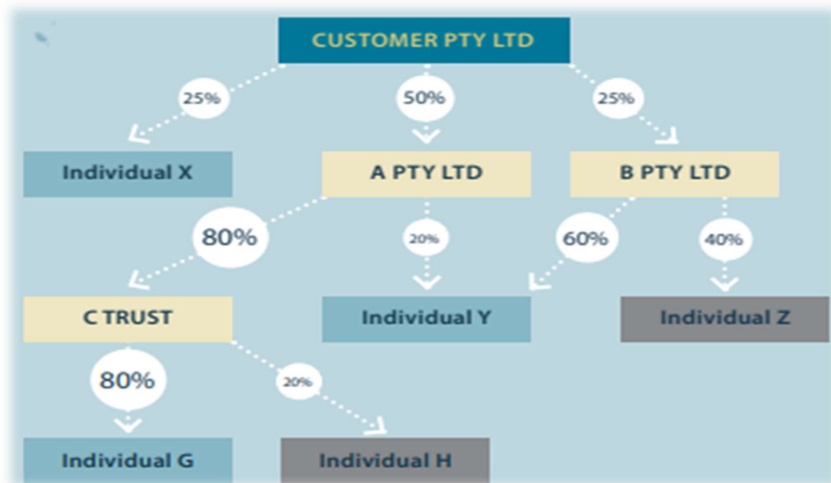 CUSTOMER PTY LTD
25%
50%
25%
Individual X
A PTY LTD
B PTY LTD
80%
20%
60%
40%
C TRUST
Individual Y
Individual Z
80%
20%
Individual G
Individual H